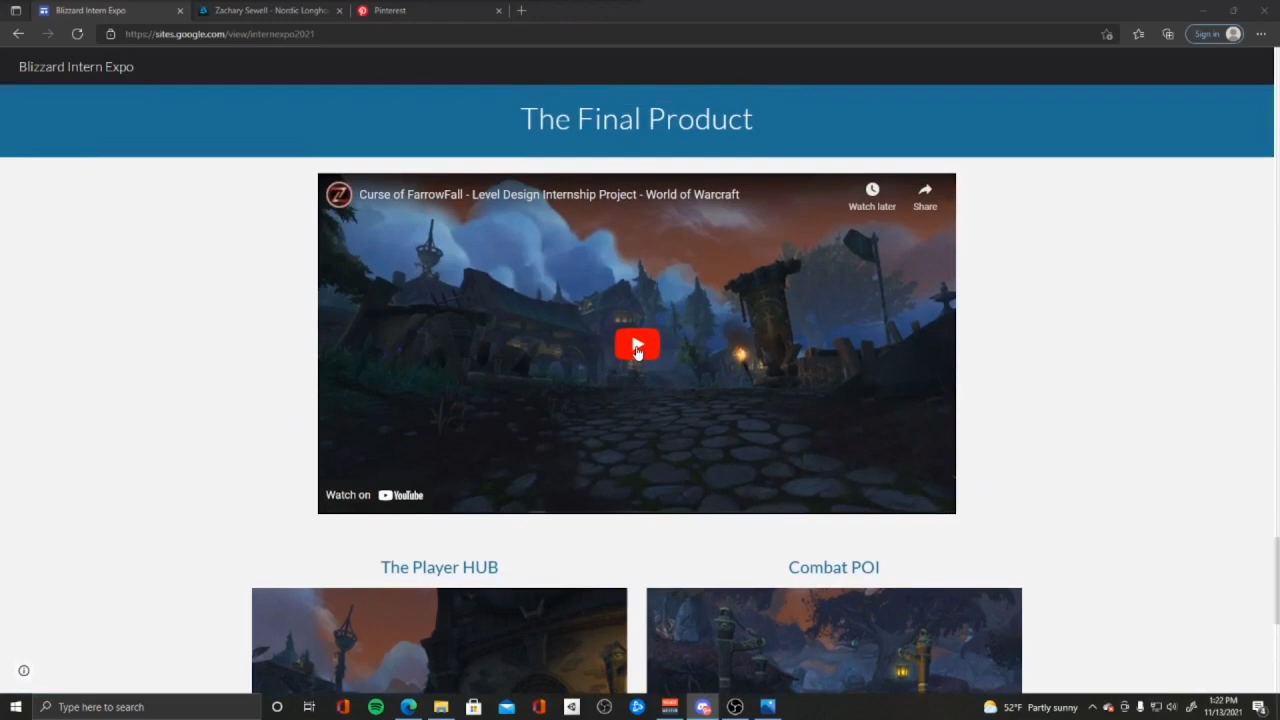 Blizzard Intern Expo
Zachary Sewell - Nordic Longho
Pinterest
https://sites.google.com/view/internexpo2021
Sign in
Blizzard Intern Expo
The Final Product
Curse of FarrowFall - Level Design Internship Project - World of Warcraft
Watch later
Share
Watch on YouTube
The Player HUB
Combat POI
Type here to search
52°F Partly sunny
1:22 PM
11/13/2021